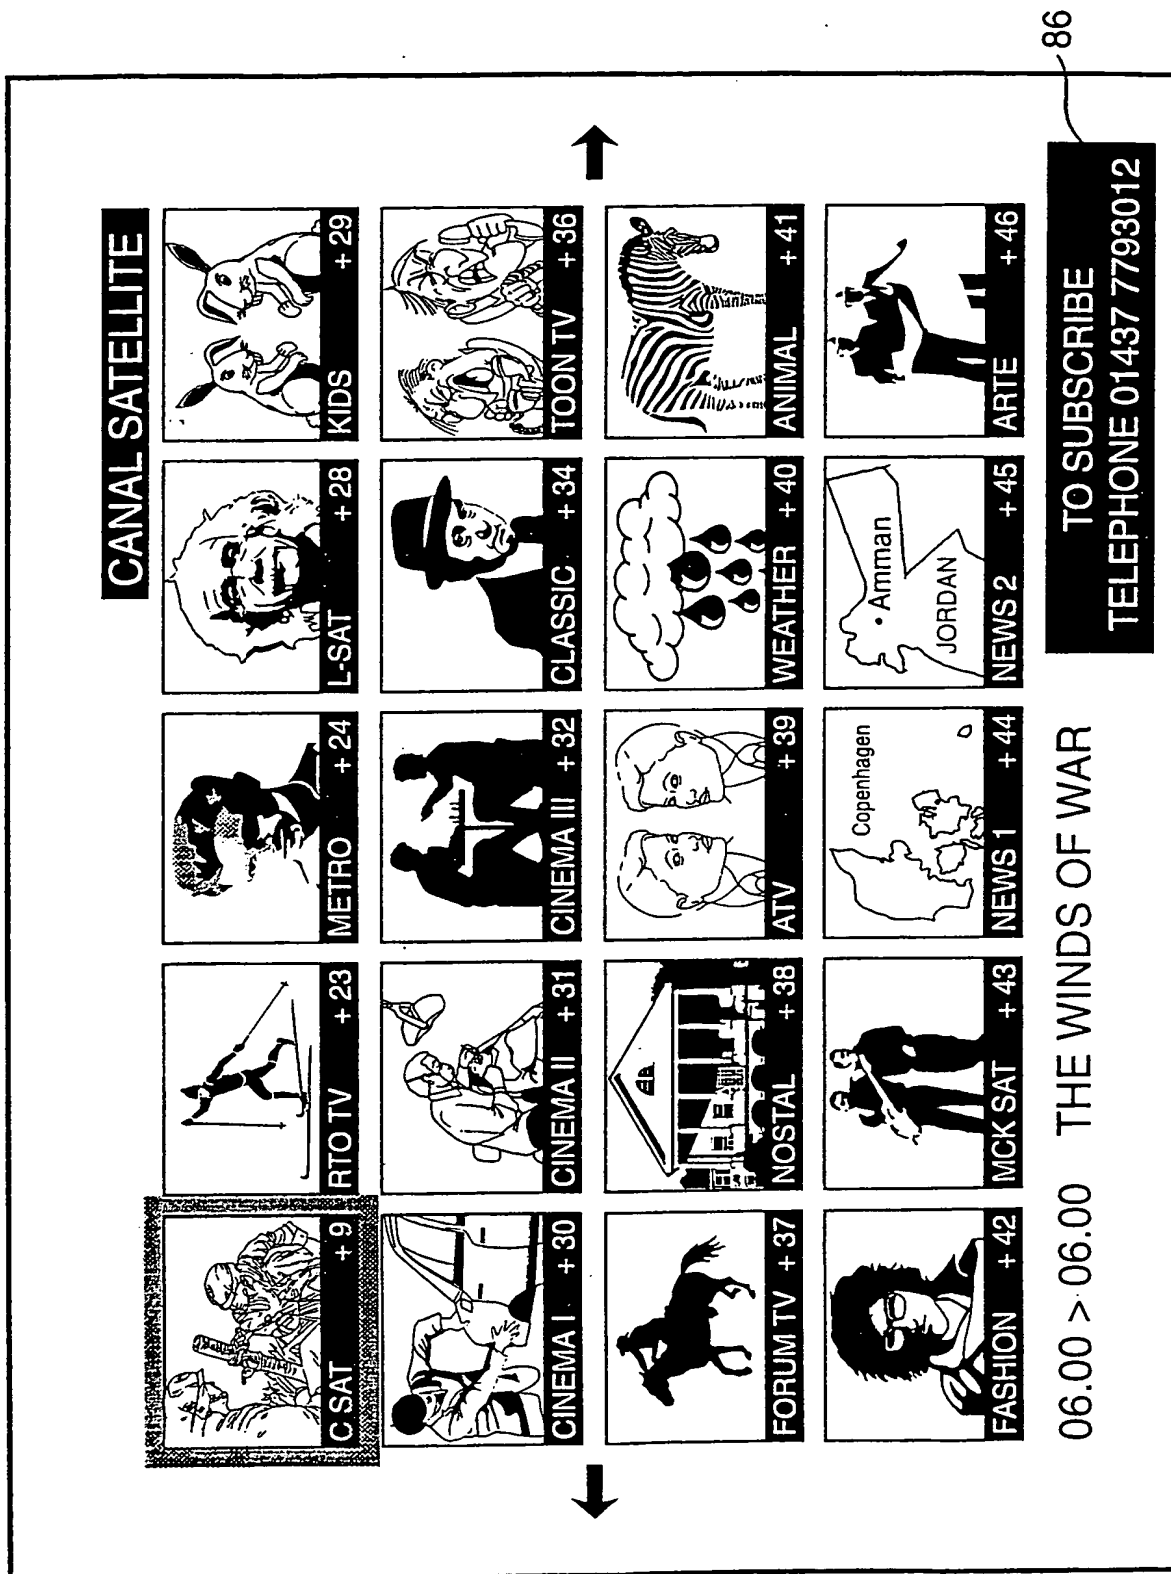 CANAL SATELLITE
C SAT + 9
RTO TV + 23
METRO + 24
L-SAT + 28
KIDS + 29
CINEMA I + 30
CINEMA II + 31
CINEMA III + 32
CLASSIC + 34
TOON TV + 36
FORUM TV + 37
NOSTAL + 38
ATV + 39
WEATHER + 40
ANIMAL + 41
Copenhagen
Amman
JORDAN
FASHION + 42
MCK SAT + 43
NEWS 1 + 44
NEWS 2 + 45
ARTE + 46
06.00 > 06.00 THE WINDS OF WAR
TO SUBSCRIBE
TELEPHONE 01437 7793012
86